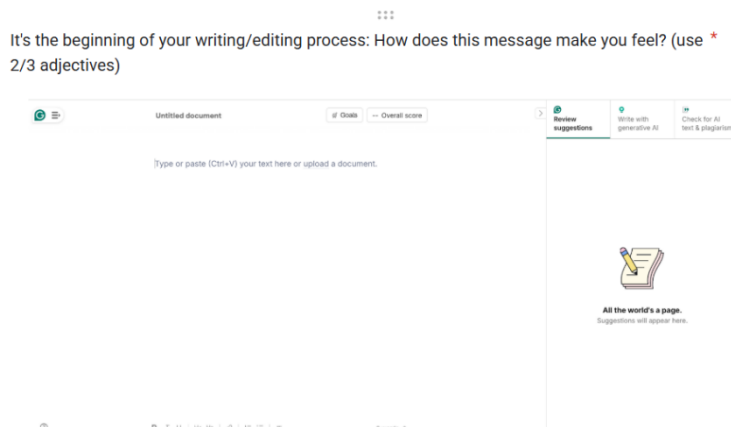 It's the beginning of your writing/editing process: How does this message make you feel? (use *
2/3 adjectives)
Untitled document
Goals
Overall score
Review
suggestions
Write with
generative AI
Check for AI
text & plagiarism
Type or paste (Ctrl+V) your text here or upload a document.
All the world's a page.
Suggestions will appear here.